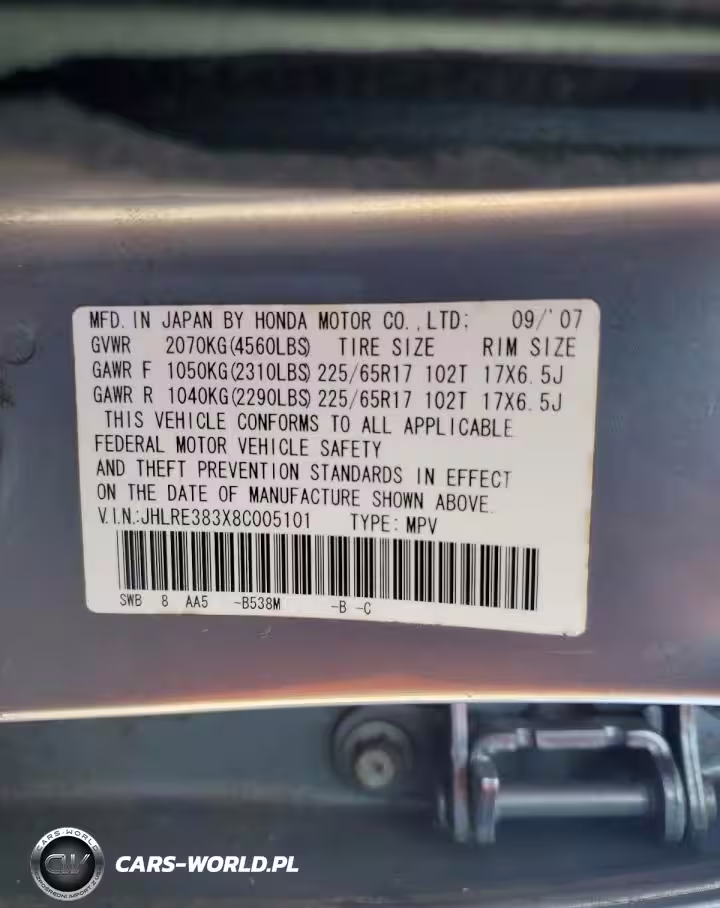 MFD. IN JAPAN BY HONDA MOTOR CO., LTD; 09/'07
GVWR 2070KG(4560LBS) TIRE SIZE RIM SIZE
GAWR F 1050KG(2310LBS) 225/65R17 102T 17X6.5J
GAWR R 1040KG(2290LBS) 225/65R17 102T 17X6.5J
THIS VEHICLE CONFORMS TO ALL APPLICABLE
FEDERAL MOTOR VEHICLE SAFETY
AND THEFT PREVENTION STANDARDS IN EFFECT
ON THE DATE OF MANUFACTURE SHOWN ABOVE.
V.I.N.:JHLRE383X8C005101 TYPE: MPV
SWB 8 AA5 -B538M -B -C
CARS-WORLD
CW
CARS-WORLD.PL